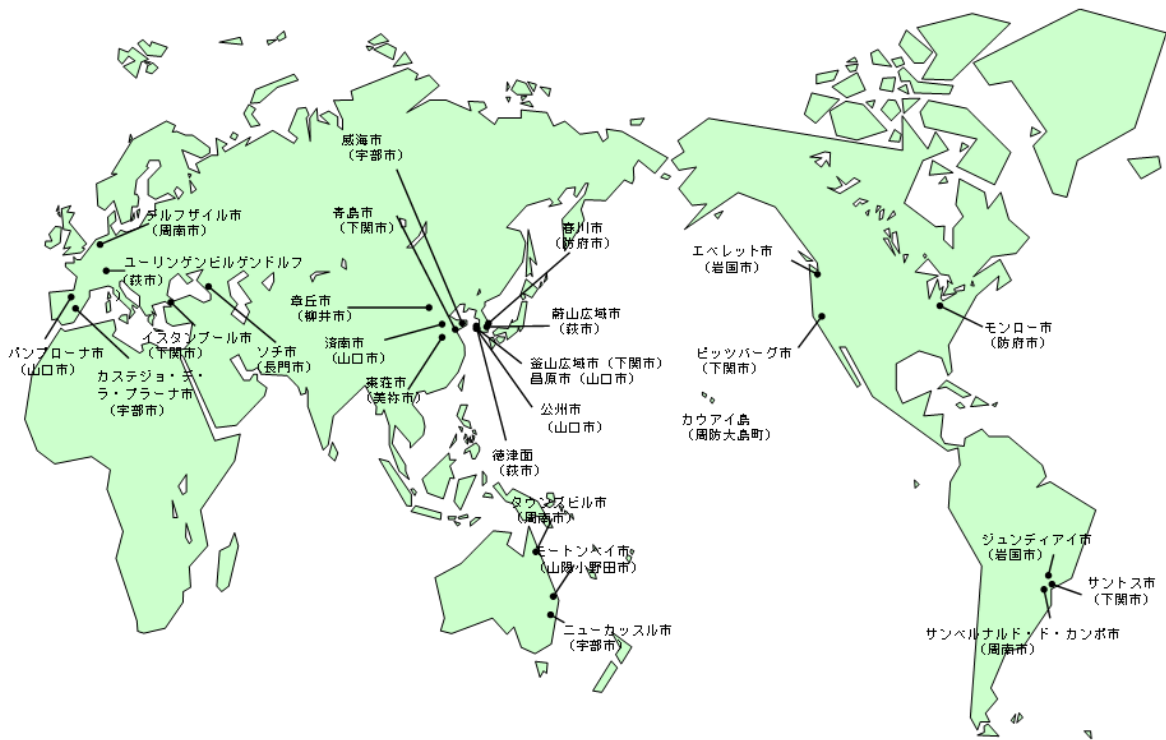 威海市
(宇部市)
青島市
(下関市)
春川市
(防府市)
デルフザイル市
(周南市)
ユーリンゲンビルゲンドルフ
(萩市)
エベレット市
(岩国市)
章丘市
(柳井市)
蔚山広域市
(萩市)
モンロー市
(防府市)
パンプローナ市
(山口市)
イスタンブール市
(下関市)
ソチ市
(長門市)
済南市
(山口市)
釜山広域市(下関市)
昌原市(山口市)
ピッツバーグ市
(下関市)
カステジョ・デ・
ラ・プラーナ市
(宇部市)
棗荘市
(美祢市)
公州市
(山口市)
カウアイ島
(周防大島町)
徳津面
(萩市)
タウンズビル市
(周南市)
モートンベイ市
(山陽小野田市)
ニューカッスル市
(宇部市)
ジュンディアイ市
(岩国市)
サントス市
(下関市)
サンベルナルド・ド・カンポ市
(周南市)